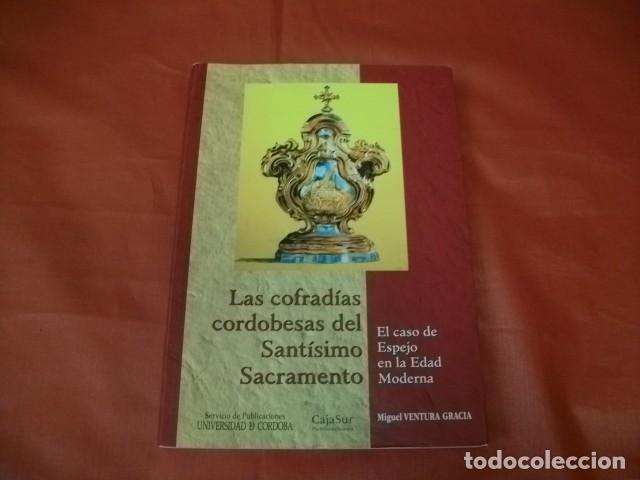 Las cofradías
cordobesas del
Santísimo
Sacramento
El caso de
Espejo
en la Edad
Moderna
Servicio de Publicaciones
UNIVERSIDAD D CORDOBA
CajaSur
Miguel VENTURA GRACIA
todocoleccion